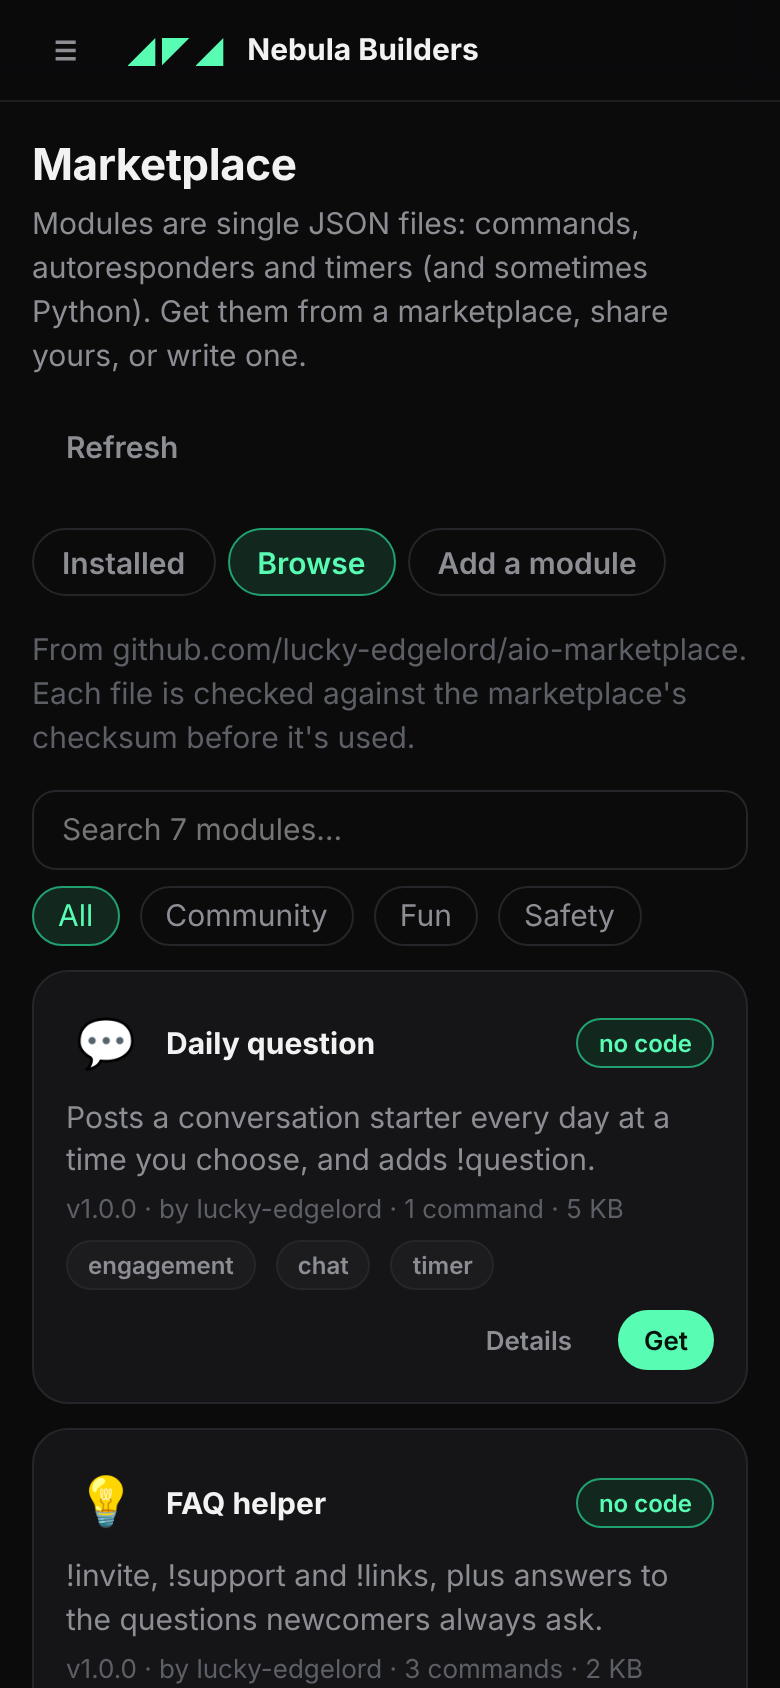 Nebula Builders
Marketplace
Modules are single JSON files: commands,
autoresponders and timers (and sometimes
Python). Get them from a marketplace, share
yours, or write one.
Refresh
Installed
Browse
Add a module
From github.com/lucky-edgelord/aio-marketplace.
Each file is checked against the marketplace's
checksum before it's used.
Search 7 modules...
All
Community
Fun
Safety
Daily question
no code
Posts a conversation starter every day at a
time you choose, and adds !question.
v1.0.0 · by lucky-edgelord · 1 command · 5 KB
engagement
chat
timer
Details
Get
FAQ helper
no code
!invite, !support and !links, plus answers to
the questions newcomers always ask.
v1.0.0 · by lucky-edgelord · 3 commands · 2 KB